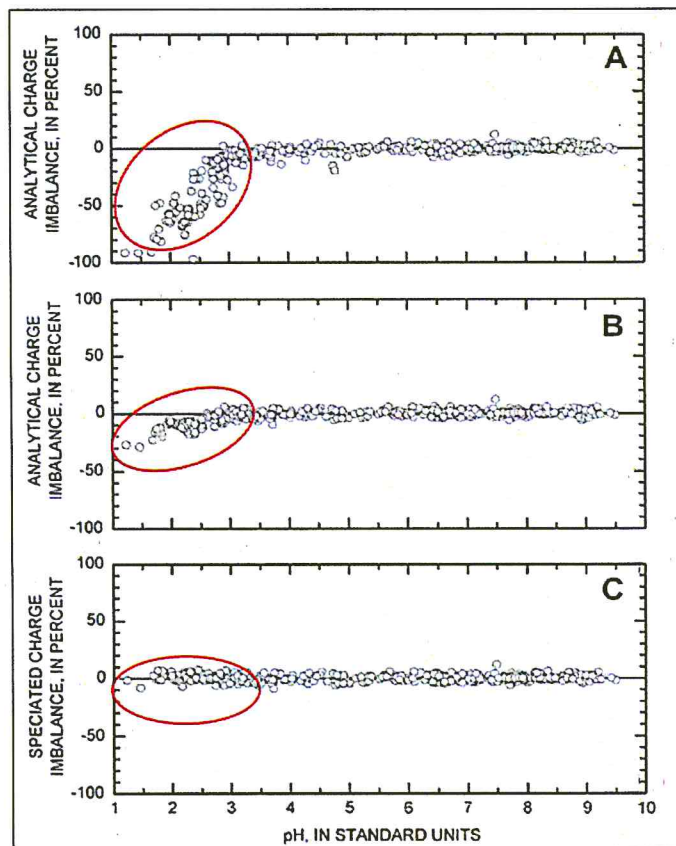 A
ANALYTICAL CHARGE
IMBALANCE, IN PERCENT
100
50
0
-50
-100
B
ANALYTICAL CHARGE
IMBALANCE, IN PERCENT
100
50
0
-50
-100
C
SPECIATED CHARGE
IMBALANCE, IN PERCENT
100
50
0
-50
-100
1 2 3 4 5 6 7 8 9 10
pH, IN STANDARD UNITS